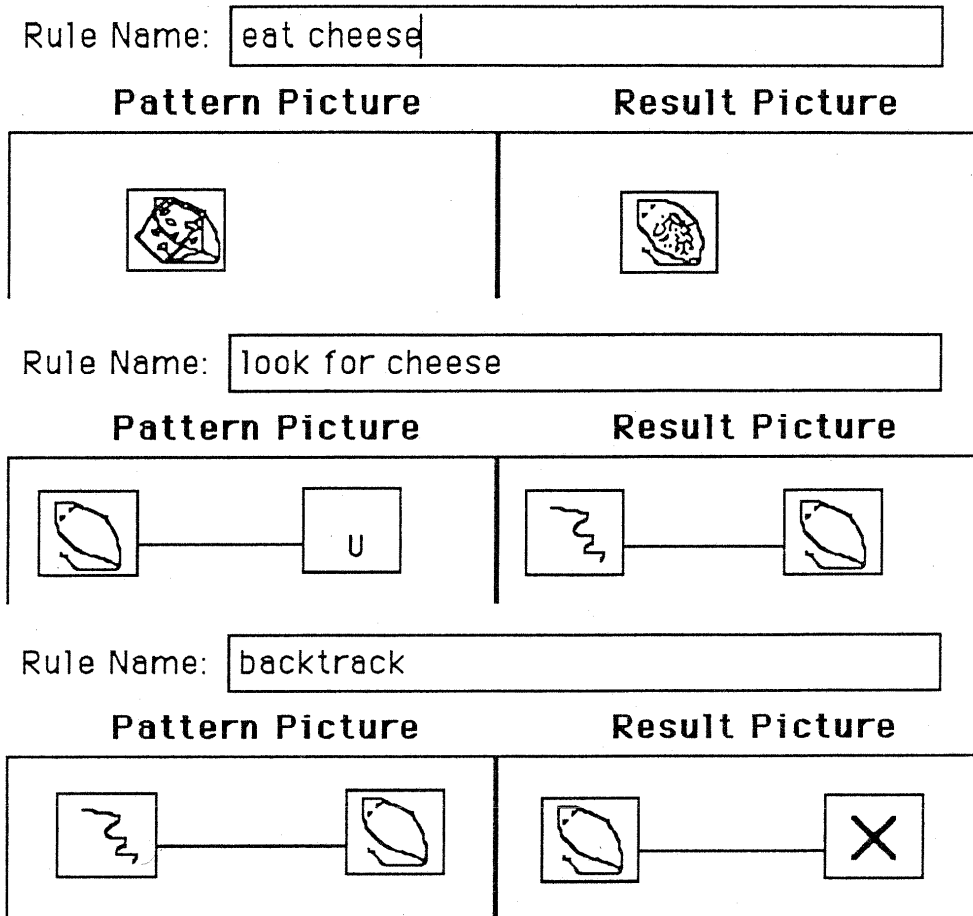 Rule Name: eat cheese
Pattern Picture Result Picture
Rule Name: look for cheese
Pattern Picture Result Picture
U
Rule Name: backtrack
Pattern Picture Result Picture